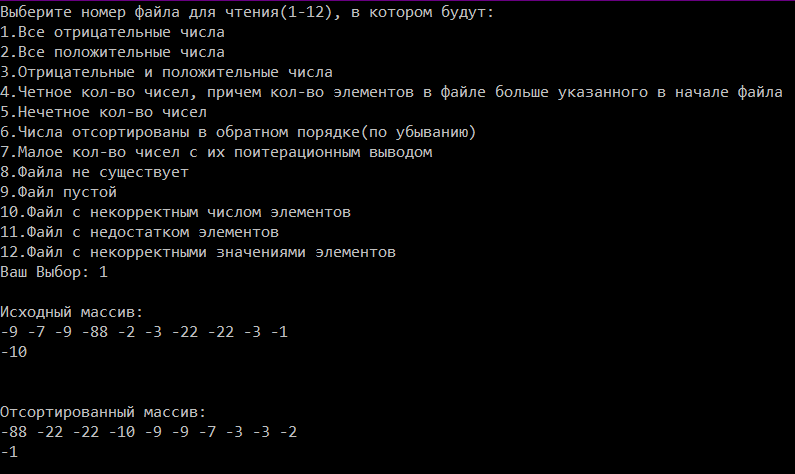 Выберите номер файла для чтения(1-12), в котором будут:
1.Все отрицательные числа
2.Все положительные числа
3.Отрицательные и положительные числа
4.Четное кол-во чисел, причем кол-во элементов в файле больше указанного в начале файла
5.Нечетное кол-во чисел
6.Числа отсортированы в обратном порядке(по убыванию)
7.Малое кол-во чисел с их поитерационным выводом
8.Файла не существует
9.Файл пустой
10.Файл с некорректным числом элементов
11.Файл с недостатком элементов
12.Файл с некорректными значениями элементов
Ваш Выбор: 1
Исходный массив:
-9 -7 -9 -88 -2 -3 -22 -22 -3 -1
-10
Отсортированный массив:
-88 -22 -22 -10 -9 -9 -7 -3 -3 -2
-1